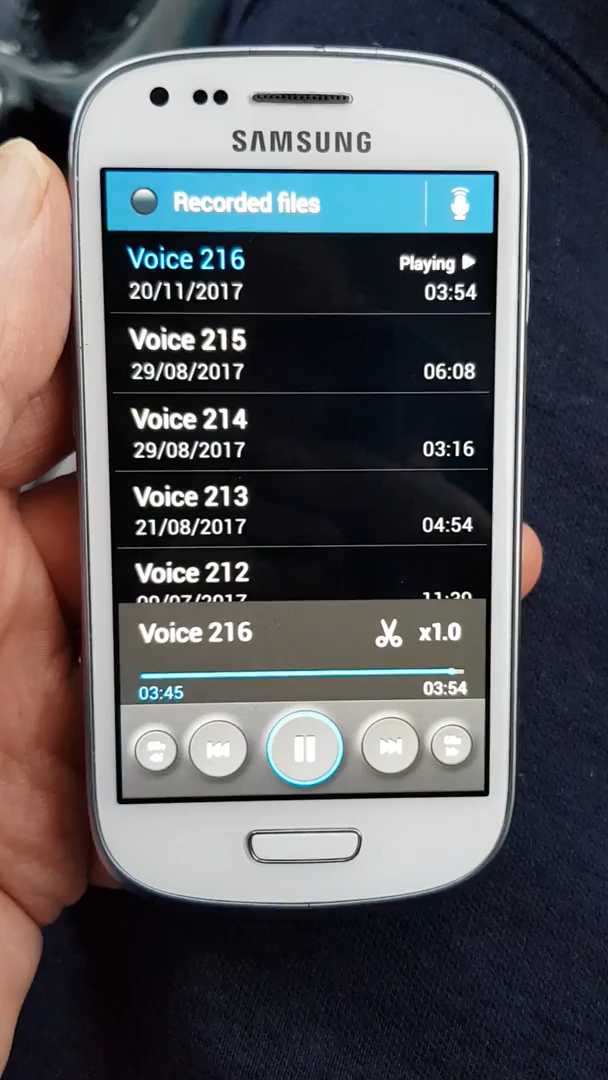 SAMSUNG
Recorded files
Voice 216
Playing
20/11/2017
03:54
Voice 215
29/08/2017
06:08
Voice 214
29/08/2017
03:16
Voice 213
21/08/2017
04:54
Voice 212
Voice 216
x1.0
03:45
03:54